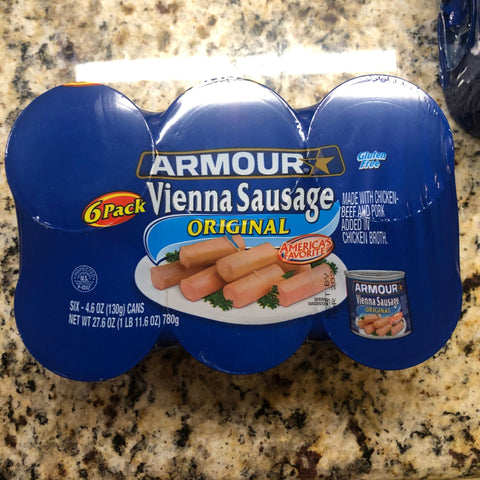 ARMOUR
Gluten
Free
6 Pack
Vienna Sausage
ORIGINAL
MADE WITH CHICKEN-
BEEF AND PORK
ADDED IN
CHICKEN BROTH.
AMERICA'S
FAVORITE
SERVING
SUGGESTION
SIX - 4.6 OZ (130g) CANS
NET WT 27.6 OZ (1 LB 11.6 OZ) 780g
ARMOUR
Vienna Sausage
ORIGINAL